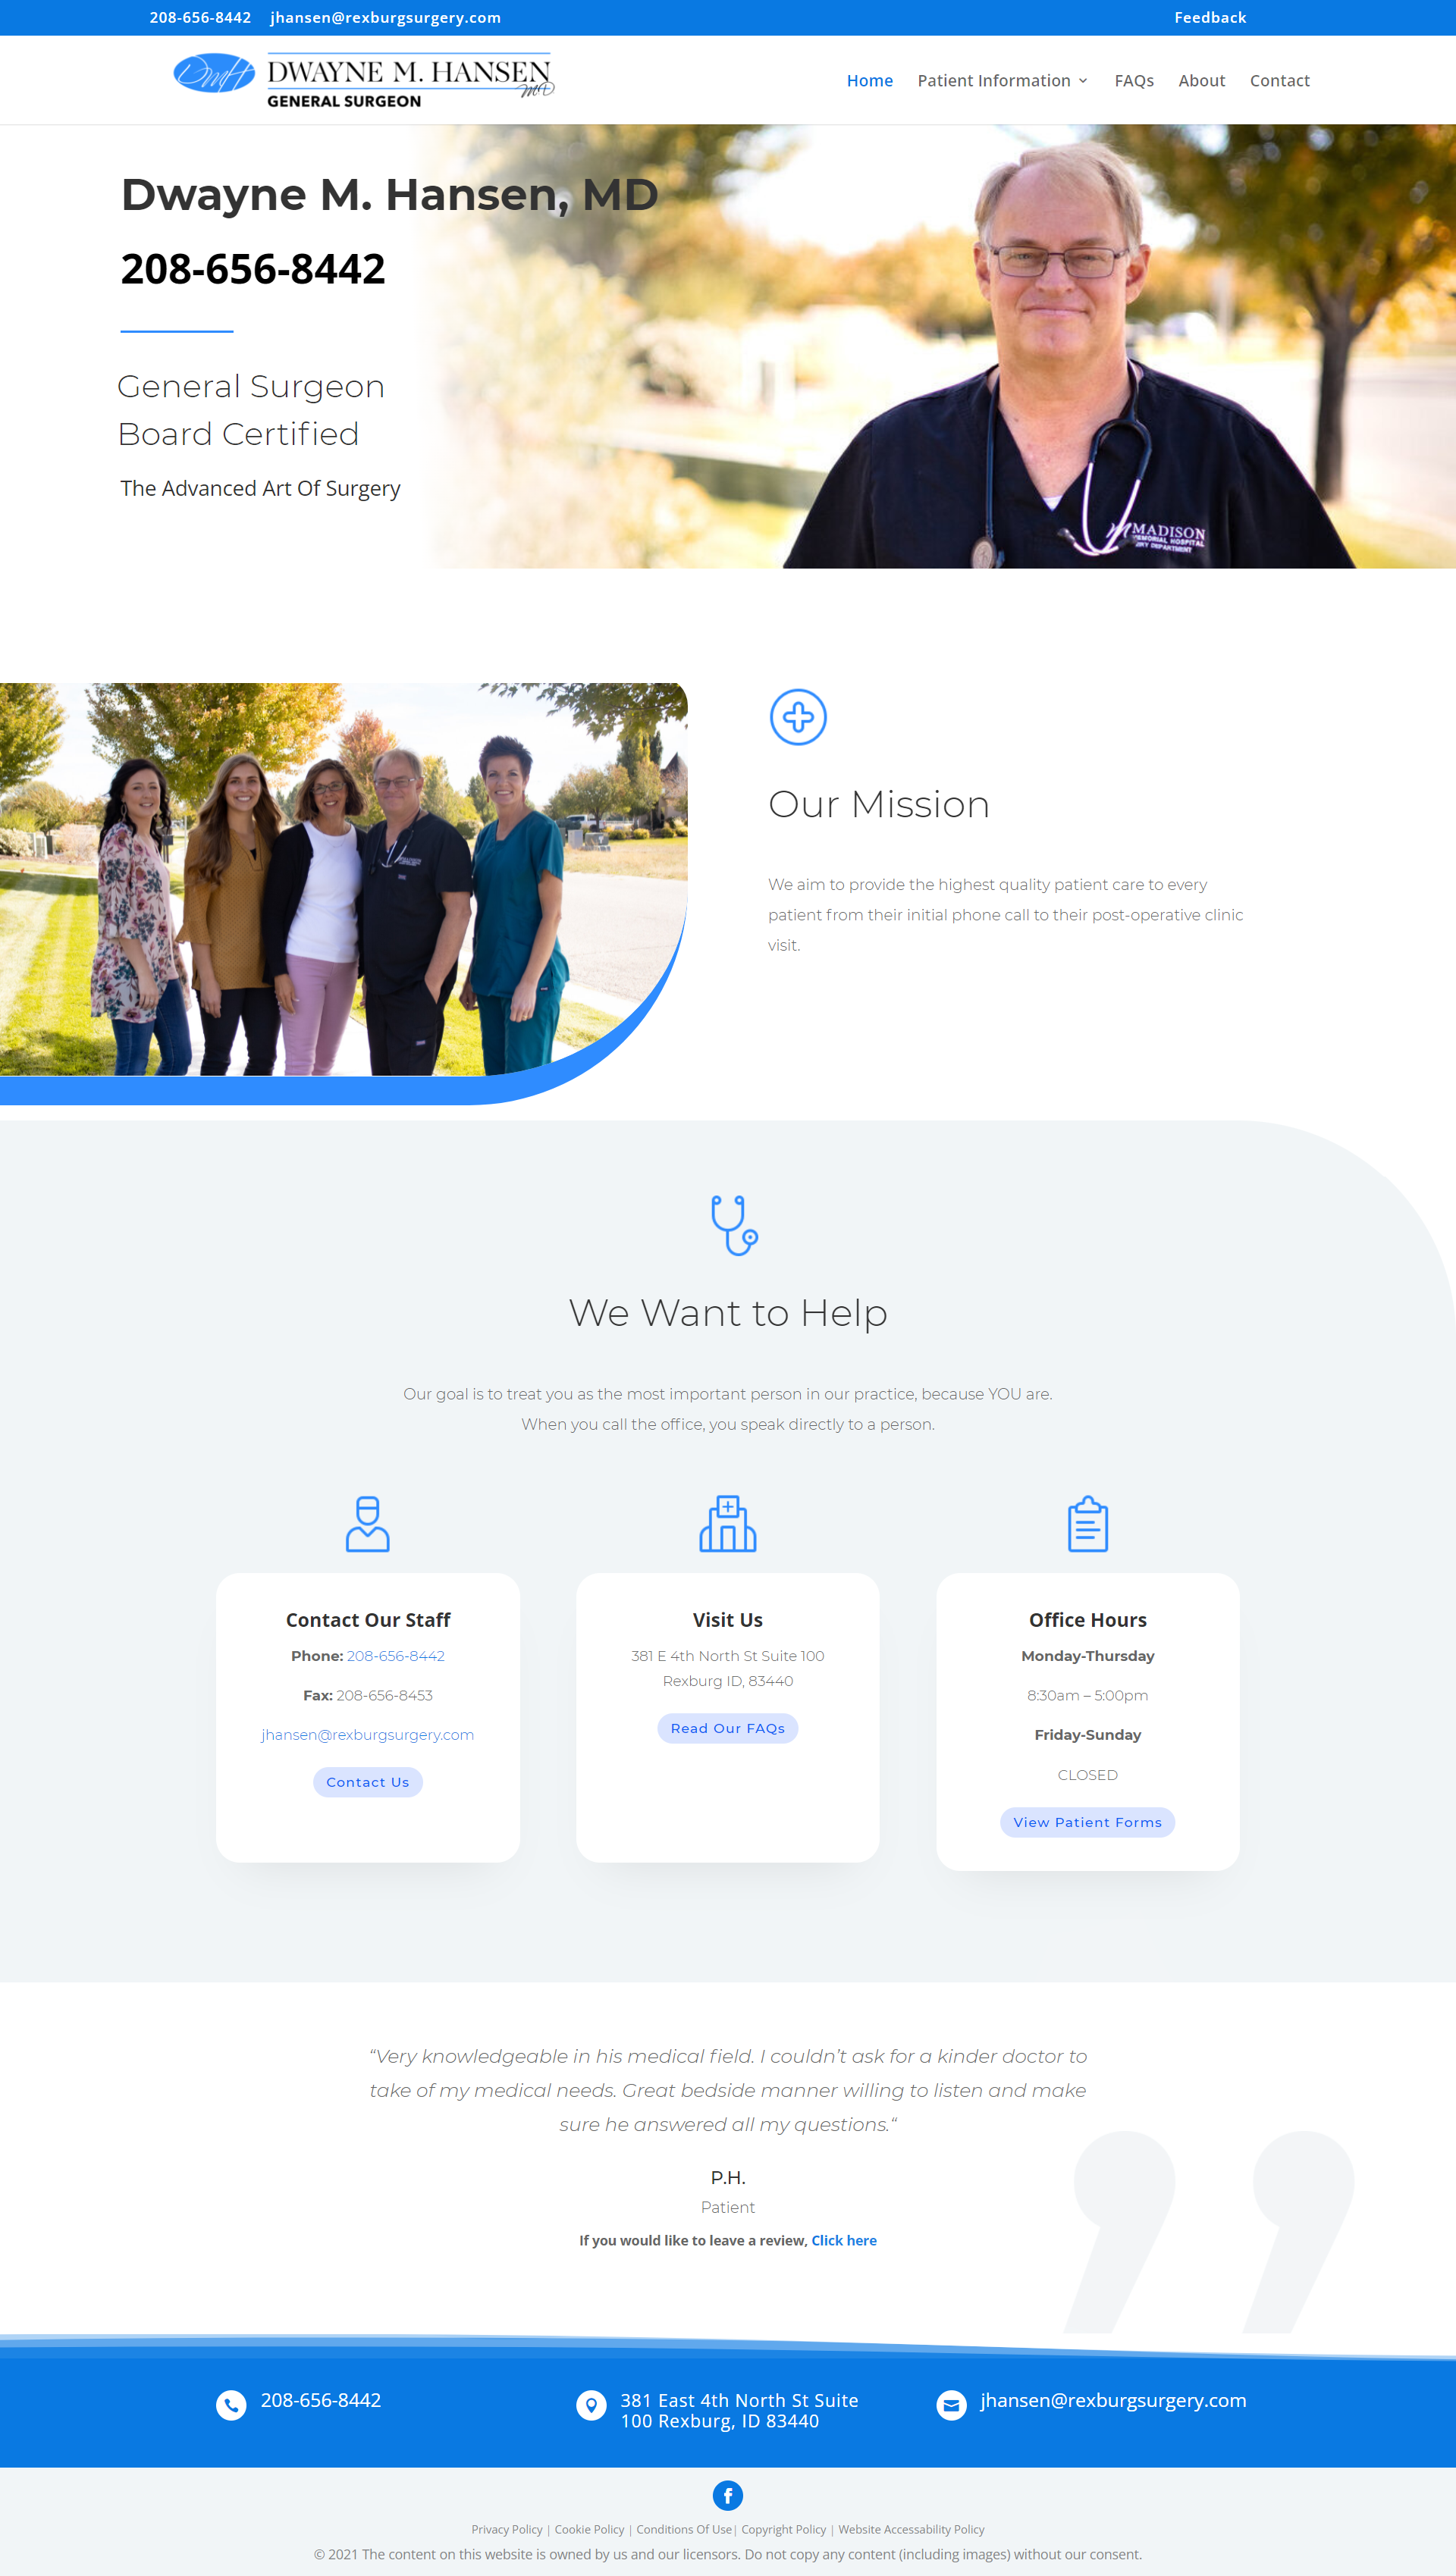 208-656-8442 jhansen@rexburgsurgery.com Feedback
DWAYNE M. HANSEN
MD
GENERAL SURGEON
Home Patient Information FAQs About Contact
Dwayne M. Hansen, MD
208-656-8442
General Surgeon
Board Certified
The Advanced Art Of Surgery
MADISON
MEMORIAL HOSPITAL
DEPARTMENT
Our Mission
We aim to provide the highest quality patient care to every
patient from their initial phone call to their post-operative clinic
visit.
We Want to Help
Our goal is to treat you as the most important person in our practice, because YOU are.
When you call the office, you speak directly to a person.
Contact Our Staff
Phone: 208-656-8442
Fax: 208-656-8453
jhansen@rexburgsurgery.com
Contact Us
Visit Us
381 E 4th North St Suite 100
Rexburg ID, 83440
Read Our FAQs
Office Hours
Monday-Thursday
8:30am – 5:00pm
Friday-Sunday
CLOSED
View Patient Forms
“Very knowledgeable in his medical field. I couldn’t ask for a kinder doctor to
take of my medical needs. Great bedside manner willing to listen and make
sure he answered all my questions.“
P.H.
Patient
If you would like to leave a review, Click here
208-656-8442
381 East 4th North St Suite
100 Rexburg, ID 83440
jhansen@rexburgsurgery.com
Privacy Policy | Cookie Policy | Conditions Of Use| Copyright Policy | Website Accessability Policy
© 2021 The content on this website is owned by us and our licensors. Do not copy any content (including images) without our consent.